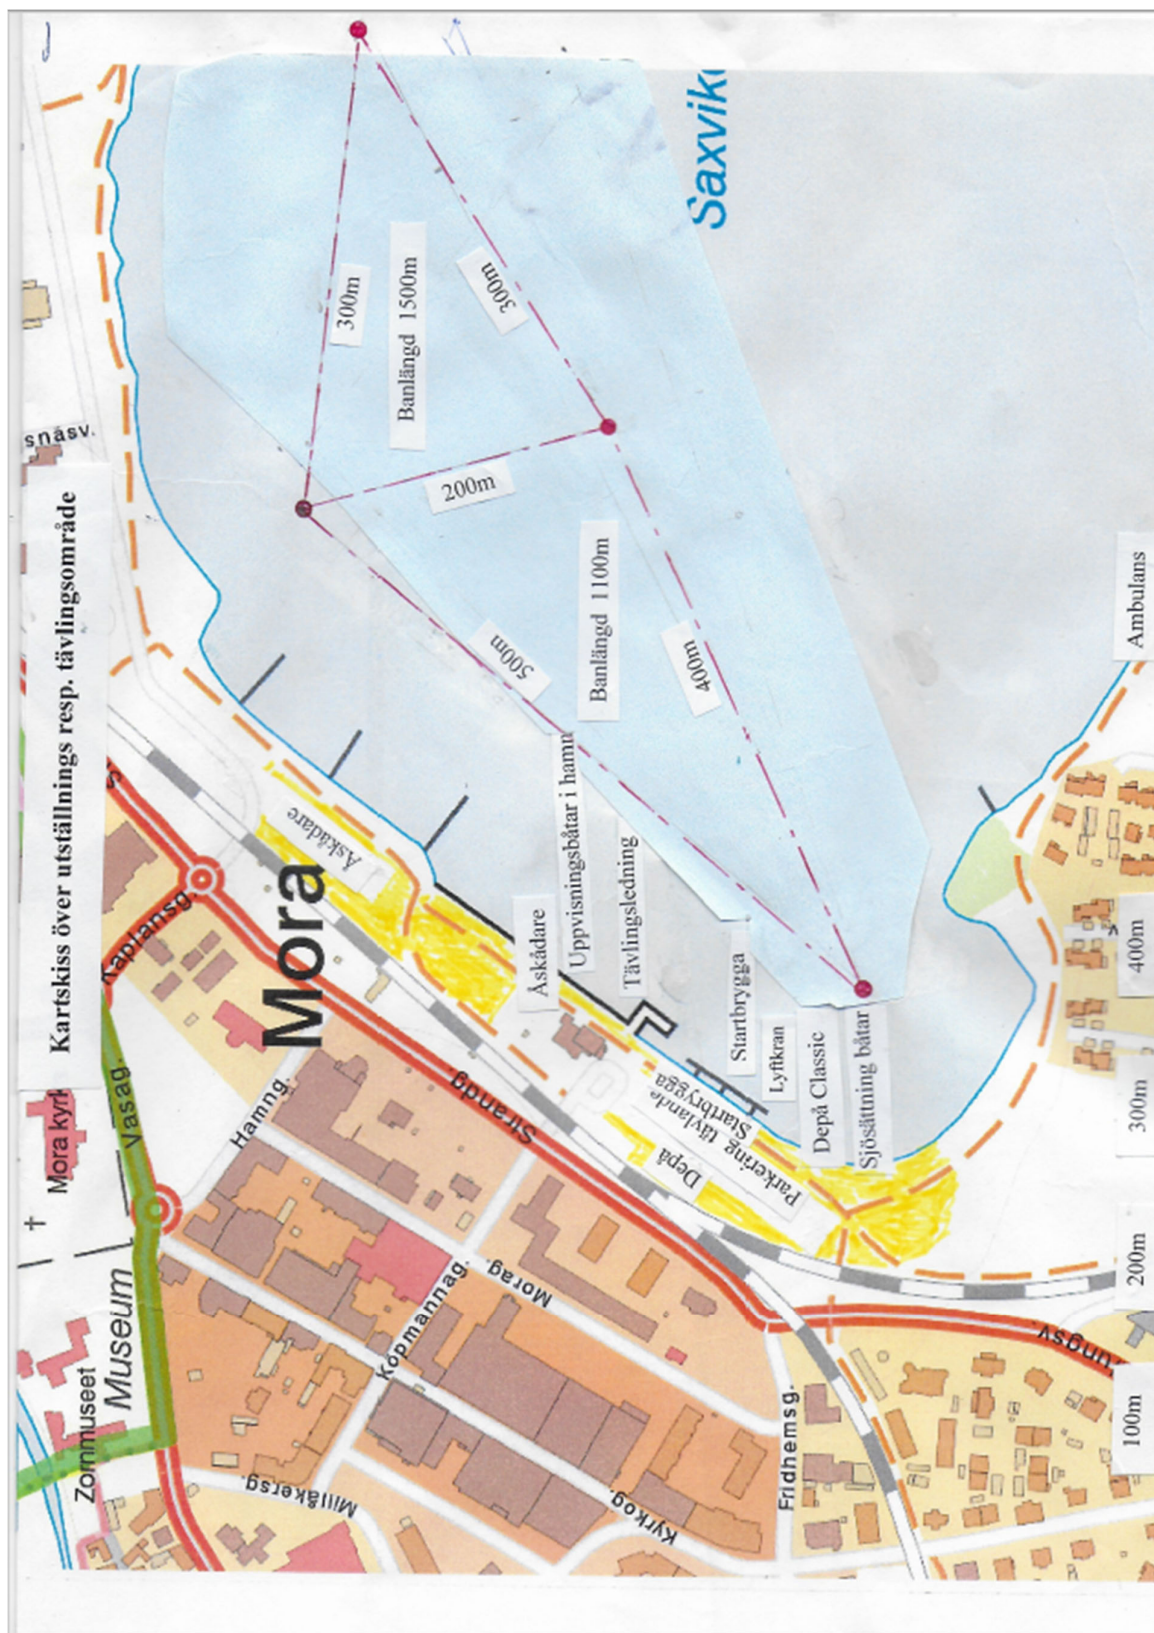 Kartskiss över utställnings resp. tävlingsområde
Saxvik
snäsv.
300m
Banlängd 1500m
300m
200m
500m
Banlängd 1100m
400m
Åskådare
Mora
Kaplansg.
Åskådare
Uppvisningsbåtar i hamn
Tävlingsledning
Startbrygga
Lyftkran
Depå Classic
Sjösättning båtar
Startbrygga
Parkering tävlande
Depå
P
Strandg.
Hamng.
Vasag.
Mora kyrk
Museum
Zornmuseet
Köpmannag.
Morag.
Millåkersg.
Kyrkog.
Fridhemsg.
ungsv.
Ambulans
400m
300m
200m
100m